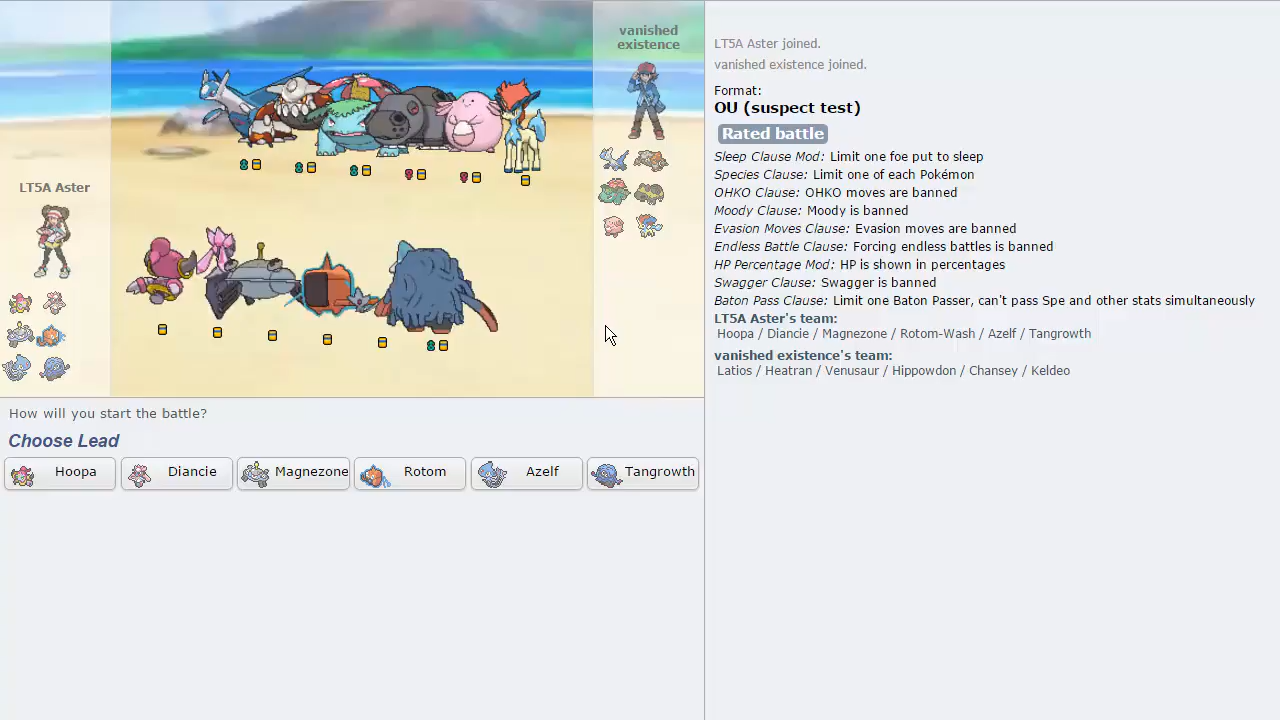 vanished
existence
LT5A Aster
How will you start the battle?
Choose Lead
Hoopa
Diancie
Magnezone
Rotom
Azelf
Tangrowth
LT5A Aster joined.
vanished existence joined.
Format:
OU (suspect test)
Rated battle
Sleep Clause Mod: Limit one foe put to sleep
Species Clause: Limit one of each Pokémon
OHKO Clause: OHKO moves are banned
Moody Clause: Moody is banned
Evasion Moves Clause: Evasion moves are banned
Endless Battle Clause: Forcing endless battles is banned
HP Percentage Mod: HP is shown in percentages
Swagger Clause: Swagger is banned
Baton Pass Clause: Limit one Baton Passer, can't pass Spe and other stats simultaneously
LT5A Aster's team:
Hoopa / Diancie / Magnezone / Rotom-Wash / Azelf / Tangrowth
vanished existence's team:
Latios / Heatran / Venusaur / Hippowdon / Chansey / Keldeo